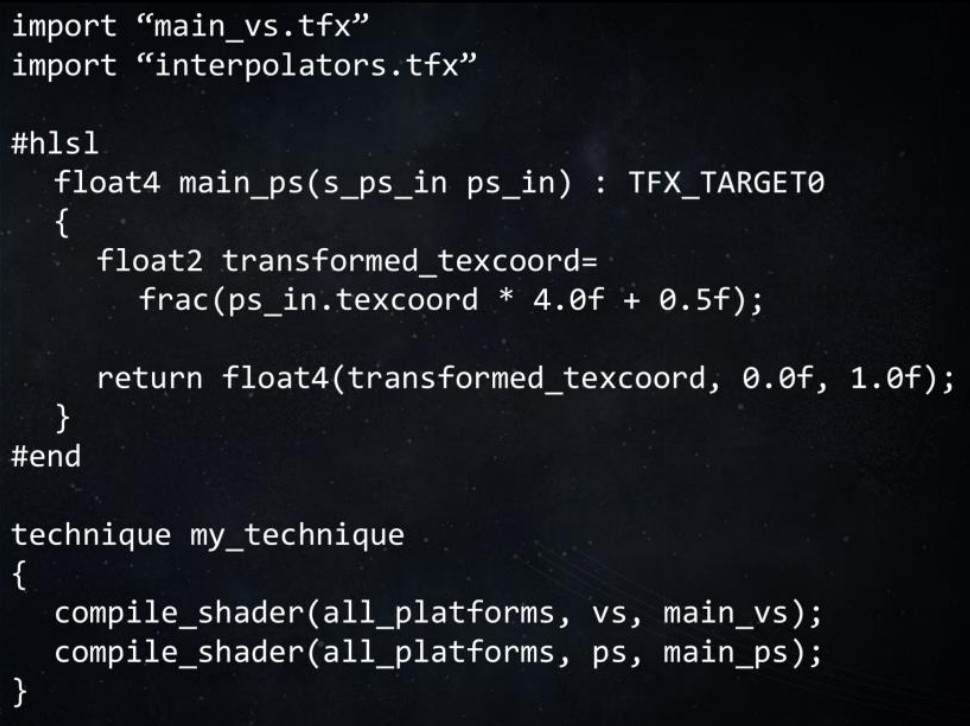 import “main_vs.tfx”
import “interpolators.tfx”

#hlsl
  float4 main_ps(s_ps_in ps_in) : TFX_TARGET0
  {
    float2 transformed_texcoord=
      frac(ps_in.texcoord * 4.0f + 0.5f);

    return float4(transformed_texcoord, 0.0f, 1.0f);
  }
#end

technique my_technique
{
  compile_shader(all_platforms, vs, main_vs);
  compile_shader(all_platforms, ps, main_ps);
}